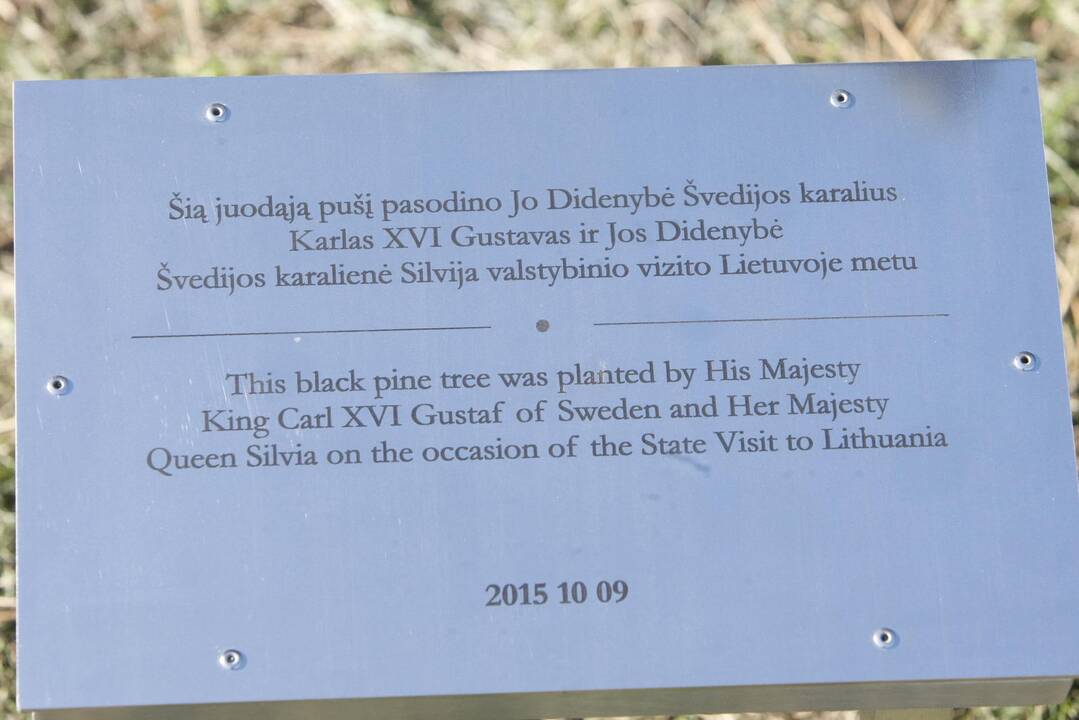 Šią juodąją pušį pasodino Jo Didenybė Švedijos karalius
Karlas XVI Gustavas ir Jos Didenybė
Švedijos karalienė Silvija valstybinio vizito Lietuvoje metu
This black pine tree was planted by His Majesty
King Carl XVI Gustaf of Sweden and Her Majesty
Queen Silvia on the occasion of the State Visit to Lithuania
2015 10 09